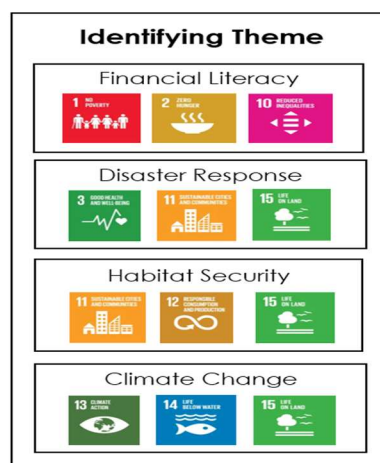 Identifying Theme
Financial Literacy
1 NO POVERTY
2 ZERO HUNGER
10 REDUCED INEQUALITIES
Disaster Response
3 GOOD HEALTH AND WELL-BEING
11 SUSTAINABLE CITIES AND COMMUNITIES
15 LIFE ON LAND
Habitat Security
11 SUSTAINABLE CITIES AND COMMUNITIES
12 RESPONSIBLE CONSUMPTION AND PRODUCTION
15 LIFE ON LAND
Climate Change
13 CLIMATE ACTION
14 LIFE BELOW WATER
15 LIFE ON LAND